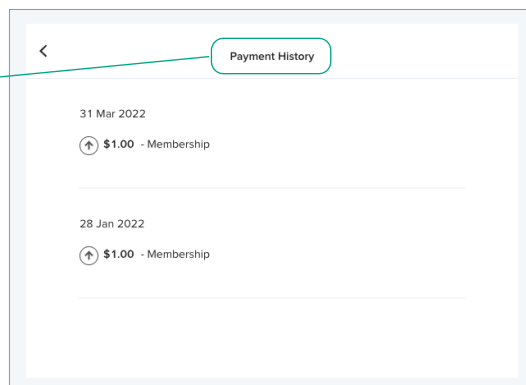 Payment History
31 Mar 2022
$1.00 - Membership
28 Jan 2022
$1.00 - Membership